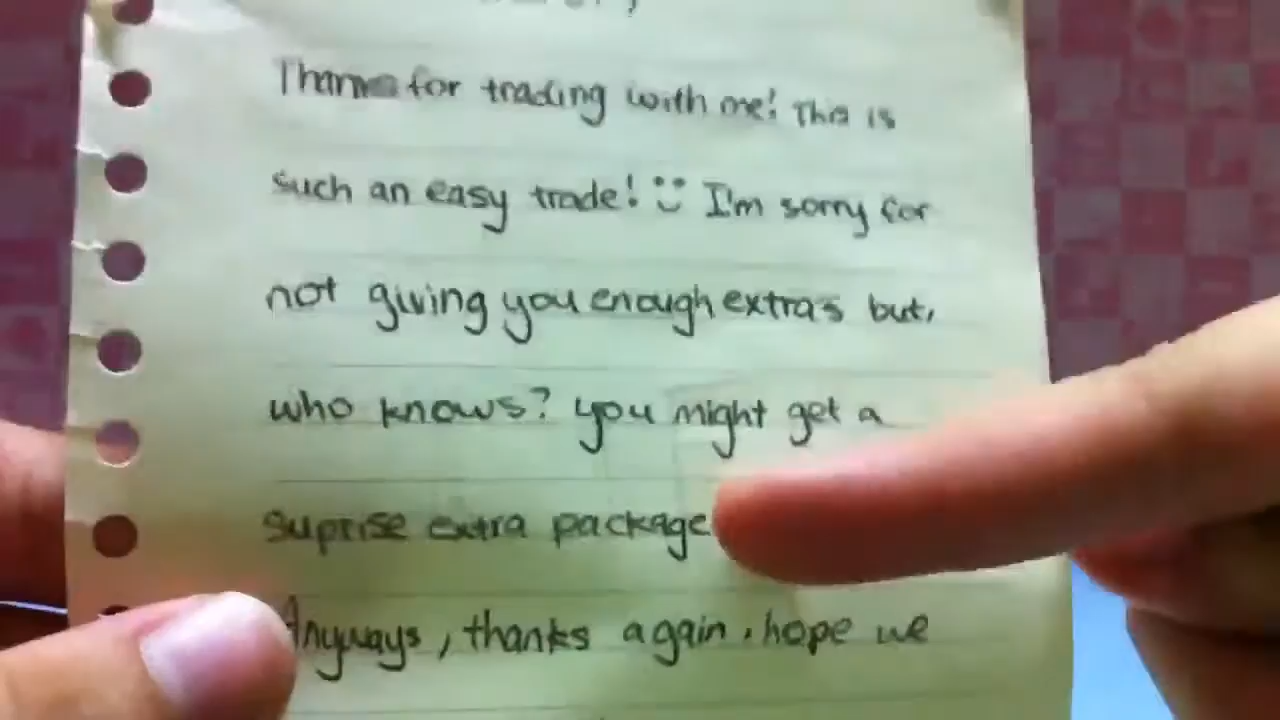 Thanks for trading with me! This is
such an easy trade! I'm sorry for
not giving you enough extras but,
who knows? you might get a
suprise extra package
Anyways, thanks again, hope we